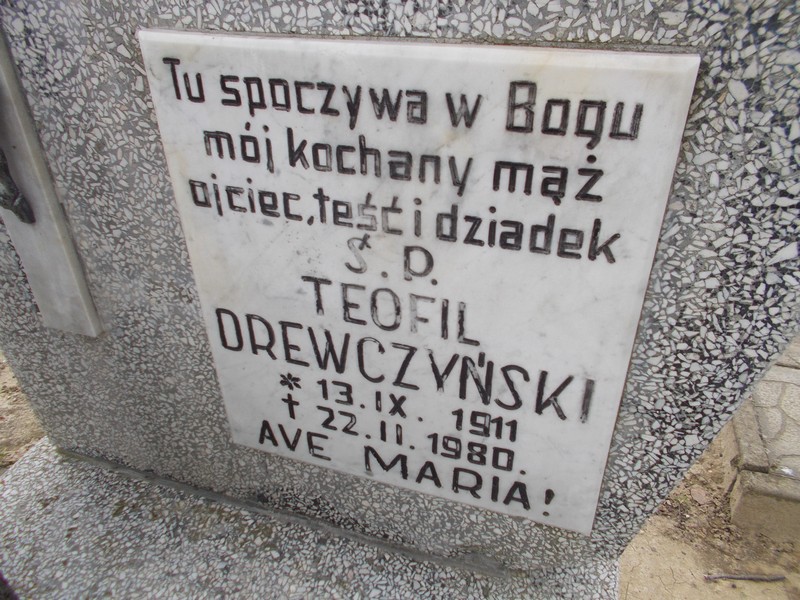 Tu spoczywa w Bogu
mój kochany mąż
ojciec, teść i dziadek
Ś. P.
TEOFIL
DREWCZYŃSKI
* 13. IX. 1911
† 22. II. 1980.
AVE MARIA!